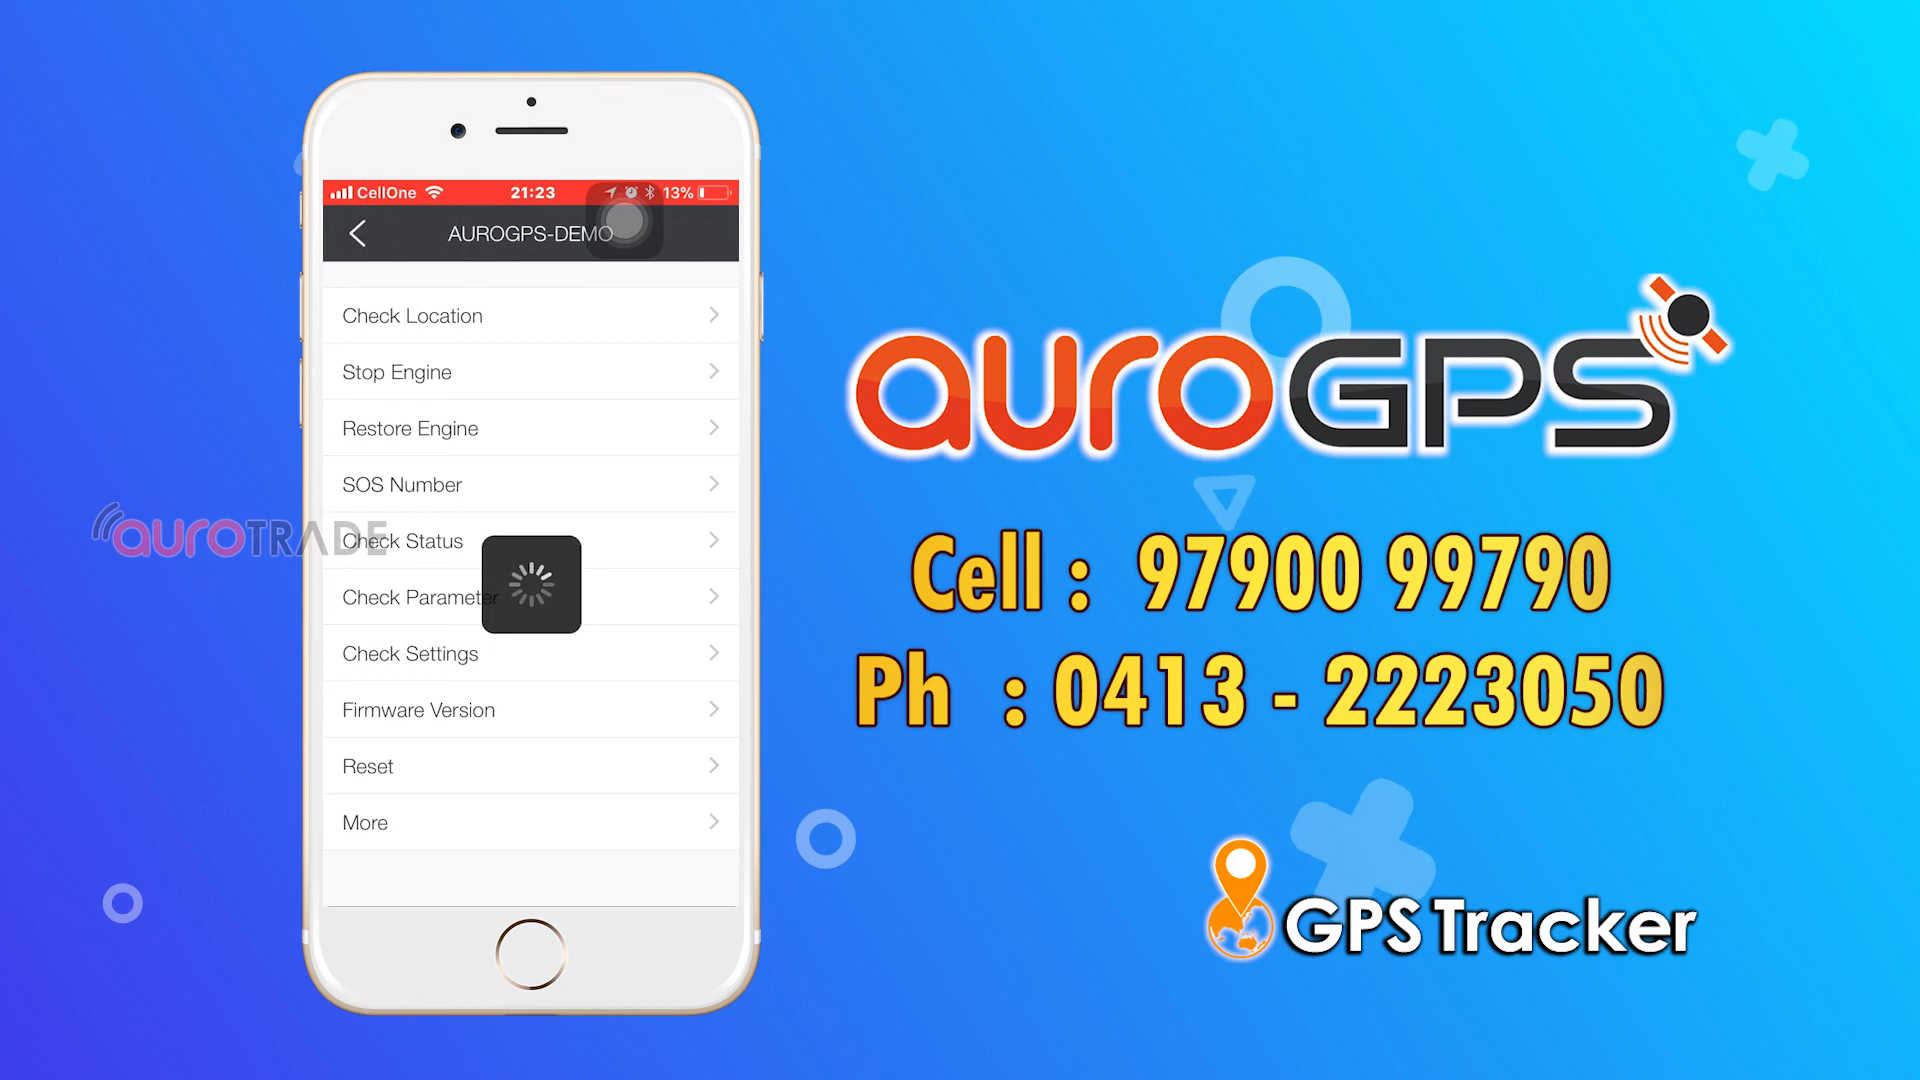 CellOne 21:23 13%
AUROGPS-DEMO
Check Location
Stop Engine
Restore Engine
SOS Number
Check Status
Check Parameter
Check Settings
Firmware Version
Reset
More
auroTRADE
auroGPS
Cell : 97900 99790
Ph : 0413 - 2223050
GPS Tracker